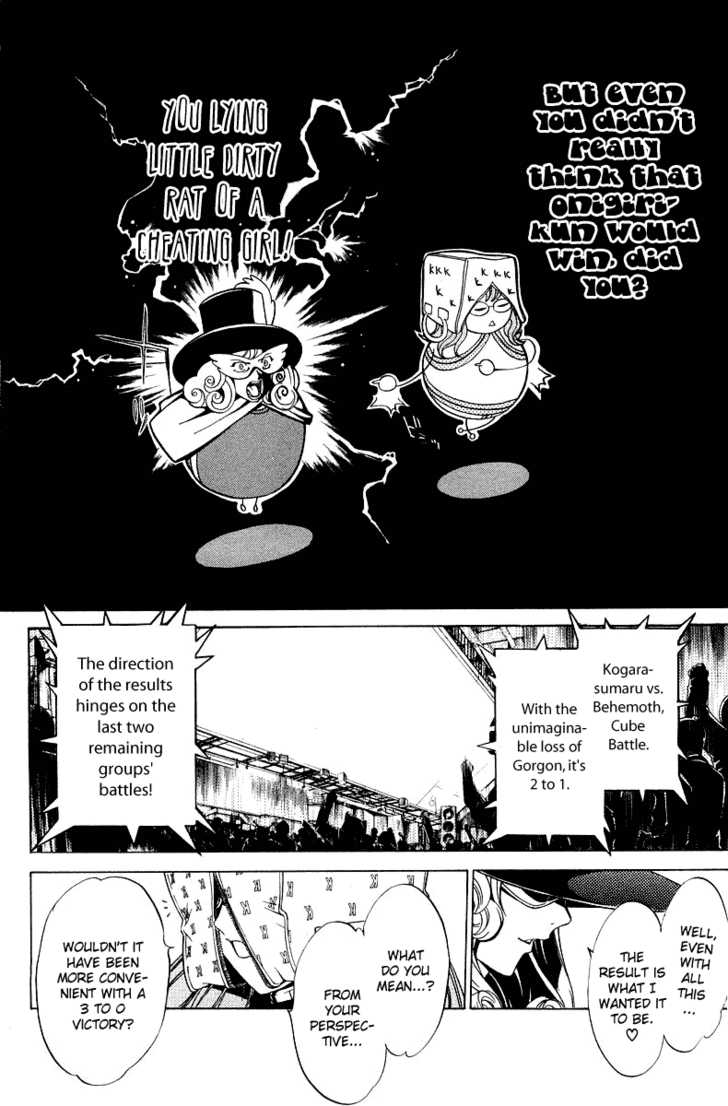 BUT EVEN
YOU DIDN'T
REALLY
THINK THAT
ONIGIRI-
KUN WOULD
WIN, DID
YOU?
YOU LYING
LITTLE DIRTY
RAT OF A
CHEATING GIRL!
KKK
K
K KKK
K K
K
Kogara-
sumaru vs.
Behemoth,
Cube
Battle.
With the
unimagina-
ble loss of
Gorgon, it's
2 to 1.
The direction
of the results
hinges on the
last two
remaining
groups'
battles!
WELL,
EVEN
WITH
ALL
THIS
...
THE
RESULT IS
WHAT I
WANTED IT
TO BE.
♡
WHAT
DO YOU
MEAN...?
FROM
YOUR
PERSPEC-
TIVE...
WOULDN'T IT
HAVE BEEN
MORE CONVE-
NIENT WITH A
3 TO 0
VICTORY?